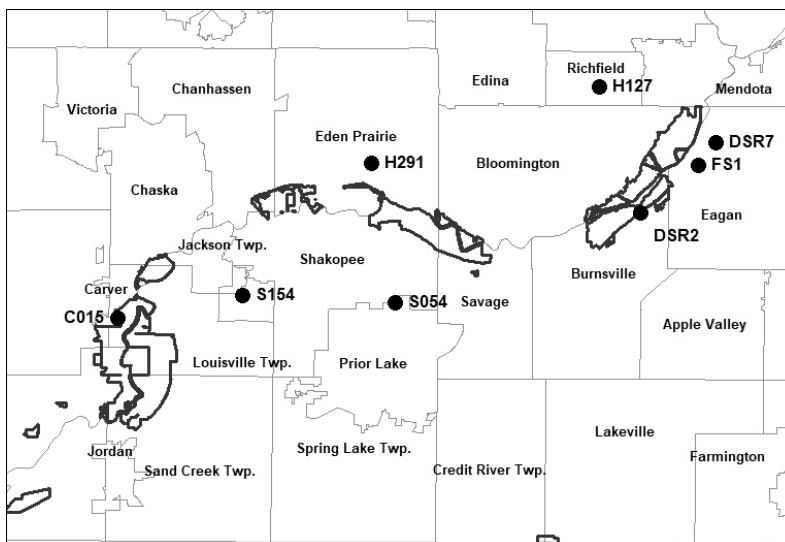 Richfield
Edina
H127
Mendota
Chanhassen
Victoria
Eden Prairie
DSR7
H291
Bloomington
FS1
Chaska
Eagan
DSR2
Jackson Twp.
Shakopee
Burnsville
Carver
S154
S054
Savage
C015
Apple Valley
Louisville Twp.
Prior Lake
Lakeville
Jordan
Spring Lake Twp.
Farmington
Sand Creek Twp.
Credit River Twp.